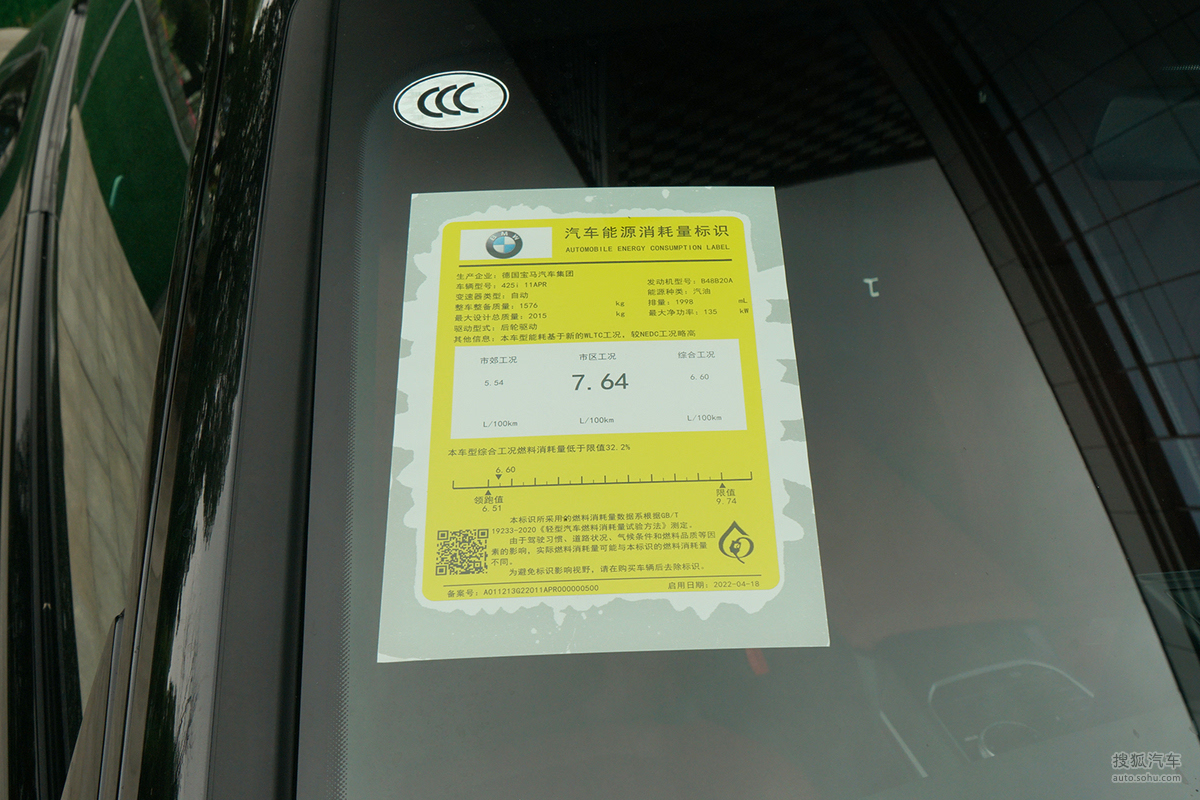 CCC
BMW
汽车能源消耗量标识
AUTOMOBILE ENERGY CONSUMPTION LABEL
生产企业：德国宝马汽车集团
车辆型号：425i 11APR 发动机型号：B48B20A
变速器类型：自动 能源种类：汽油
整车整备质量：1576 kg 排量：1998 mL
最大设计总质量：2015 kg 最大净功率：135 kW
驱动型式：后轮驱动
其他信息：本车型能耗基于新的WLTC工况，较NEDC工况略高
市郊工况 市区工况 综合工况
5.54 7.64 6.60
L/100km L/100km L/100km
本车型综合工况燃料消耗量低于限值32.2%
6.60
领跑值 限值
6.51 9.74
本标识所采用的燃料消耗量数据系根据GB/T
19233-2020《轻型汽车燃料消耗量试验方法》测定。
由于驾驶习惯、道路状况、气候条件和燃料品质等因
素的影响，实际燃料消耗量可能与本标识的燃料消耗量
不同。
为避免标识影响视野，请在购买车辆后去除标识。
备案号：A011213G22011APR000000500 启用日期：2022-04-18
搜狐汽车
auto.sohu.com